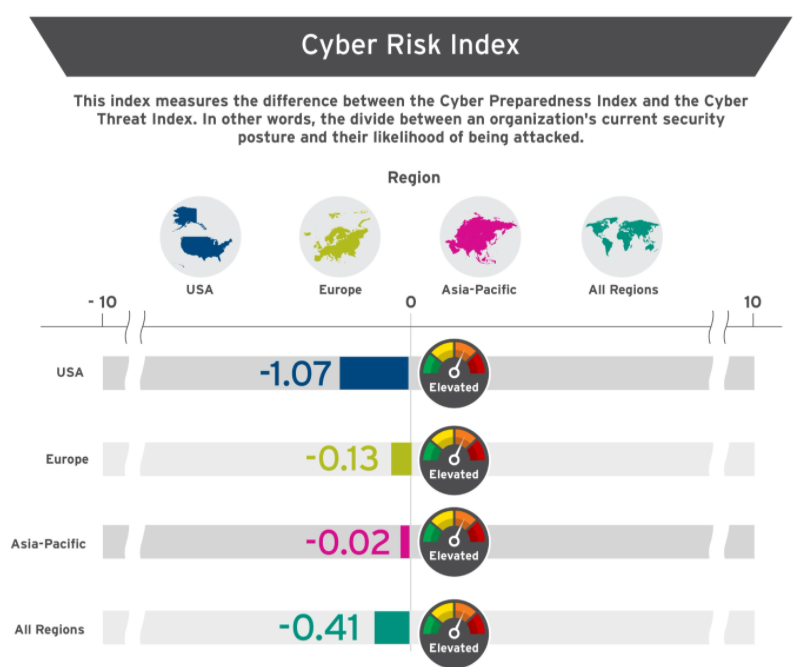 Cyber Risk Index
This index measures the difference between the Cyber Preparedness Index and the Cyber
Threat Index. In other words, the divide between an organization's current security
posture and their likelihood of being attacked.
Region
USA
Europe
Asia-Pacific
All Regions
- 10
0
10
USA
-1.07
Elevated
Europe
-0.13
Elevated
Asia-Pacific
-0.02
Elevated
All Regions
-0.41
Elevated